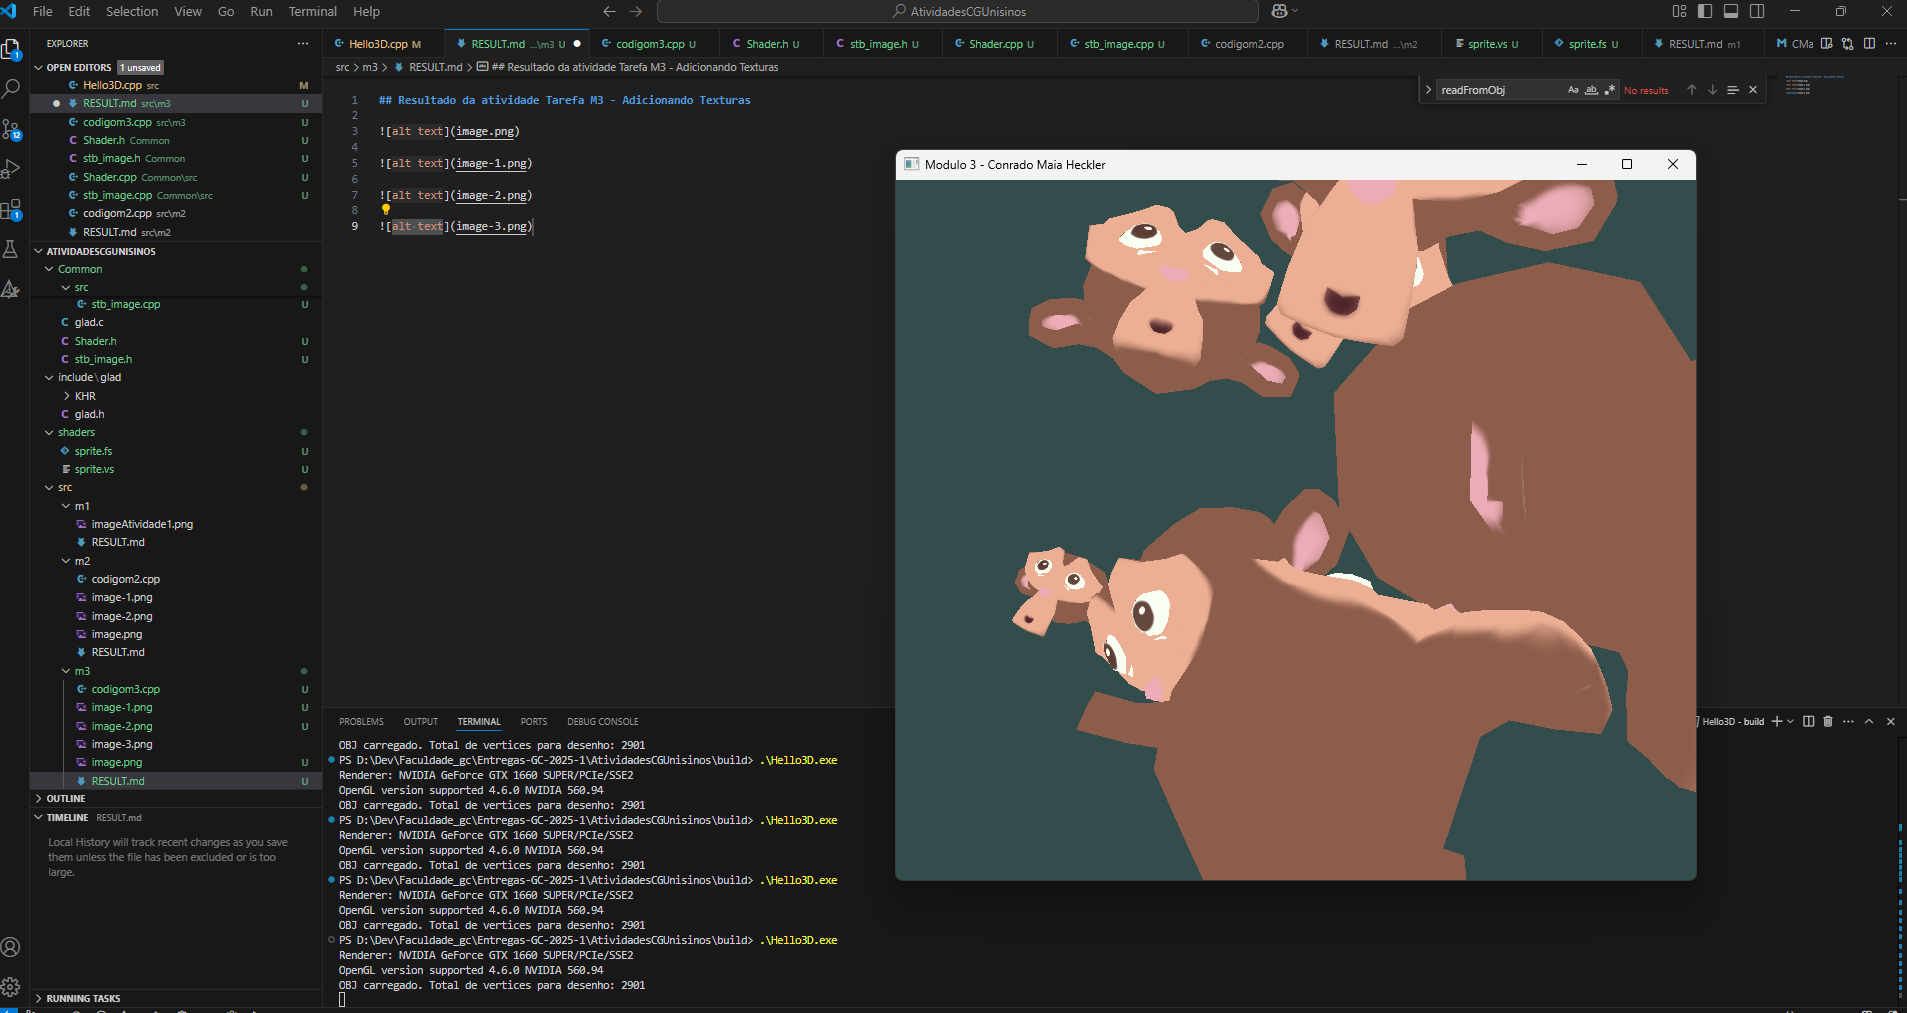 File Edit Selection View Go Run Terminal Help
AtividadesCGUnisinos
EXPLORER
OPEN EDITORS 1 unsaved
Hello3D.cpp src M
RESULT.md src\m3 U
codigom3.cpp src\m3 U
Shader.h Common U
stb_image.h Common U
Shader.cpp Common\src U
stb_image.cpp Common\src U
codigom2.cpp src\m2
RESULT.md src\m2
ATIVIDADESCGUNISINOS
Common
src
stb_image.cpp U
glad.c
Shader.h U
stb_image.h U
include\glad
KHR
glad.h
shaders
sprite.fs U
sprite.vs U
src
m1
imageAtividade1.png
RESULT.md
m2
codigom2.cpp
image-1.png
image-2.png
image.png
RESULT.md
m3
codigom3.cpp U
image-1.png U
image-2.png U
image-3.png
image.png U
RESULT.md U
OUTLINE
TIMELINE RESULT.md
Local History will track recent changes as you save
them unless the file has been excluded or is too
large.
RUNNING TASKS
Hello3D.cpp M RESULT.md ...\m3 U codigom3.cpp U Shader.h U stb_image.h U Shader.cpp U stb_image.cpp U codigom2.cpp RESULT.md ...\m2 sprite.vs U sprite.fs U RESULT.md m1 CMa
src > m3 > RESULT.md > ## Resultado da atividade Tarefa M3 - Adicionando Texturas
readFromObj Aa ab No results
1 ## Resultado da atividade Tarefa M3 - Adicionando Texturas
2
3 ![alt text](image.png)
4
5 ![alt text](image-1.png)
6
7 ![alt text](image-2.png)
8
9 ![alt text](image-3.png)
Modulo 3 - Conrado Maia Heckler
PROBLEMS OUTPUT TERMINAL PORTS DEBUG CONSOLE
Hello3D - build
OBJ carregado. Total de vertices para desenho: 2901
PS D:\Dev\Faculdade_gc\Entregas-GC-2025-1\AtividadesCGUnisinos\build> .\Hello3D.exe
Renderer: NVIDIA GeForce GTX 1660 SUPER/PCIe/SSE2
OpenGL version supported 4.6.0 NVIDIA 560.94
OBJ carregado. Total de vertices para desenho: 2901
PS D:\Dev\Faculdade_gc\Entregas-GC-2025-1\AtividadesCGUnisinos\build> .\Hello3D.exe
Renderer: NVIDIA GeForce GTX 1660 SUPER/PCIe/SSE2
OpenGL version supported 4.6.0 NVIDIA 560.94
OBJ carregado. Total de vertices para desenho: 2901
PS D:\Dev\Faculdade_gc\Entregas-GC-2025-1\AtividadesCGUnisinos\build> .\Hello3D.exe
Renderer: NVIDIA GeForce GTX 1660 SUPER/PCIe/SSE2
OpenGL version supported 4.6.0 NVIDIA 560.94
OBJ carregado. Total de vertices para desenho: 2901
PS D:\Dev\Faculdade_gc\Entregas-GC-2025-1\AtividadesCGUnisinos\build> .\Hello3D.exe
Renderer: NVIDIA GeForce GTX 1660 SUPER/PCIe/SSE2
OpenGL version supported 4.6.0 NVIDIA 560.94
OBJ carregado. Total de vertices para desenho: 2901